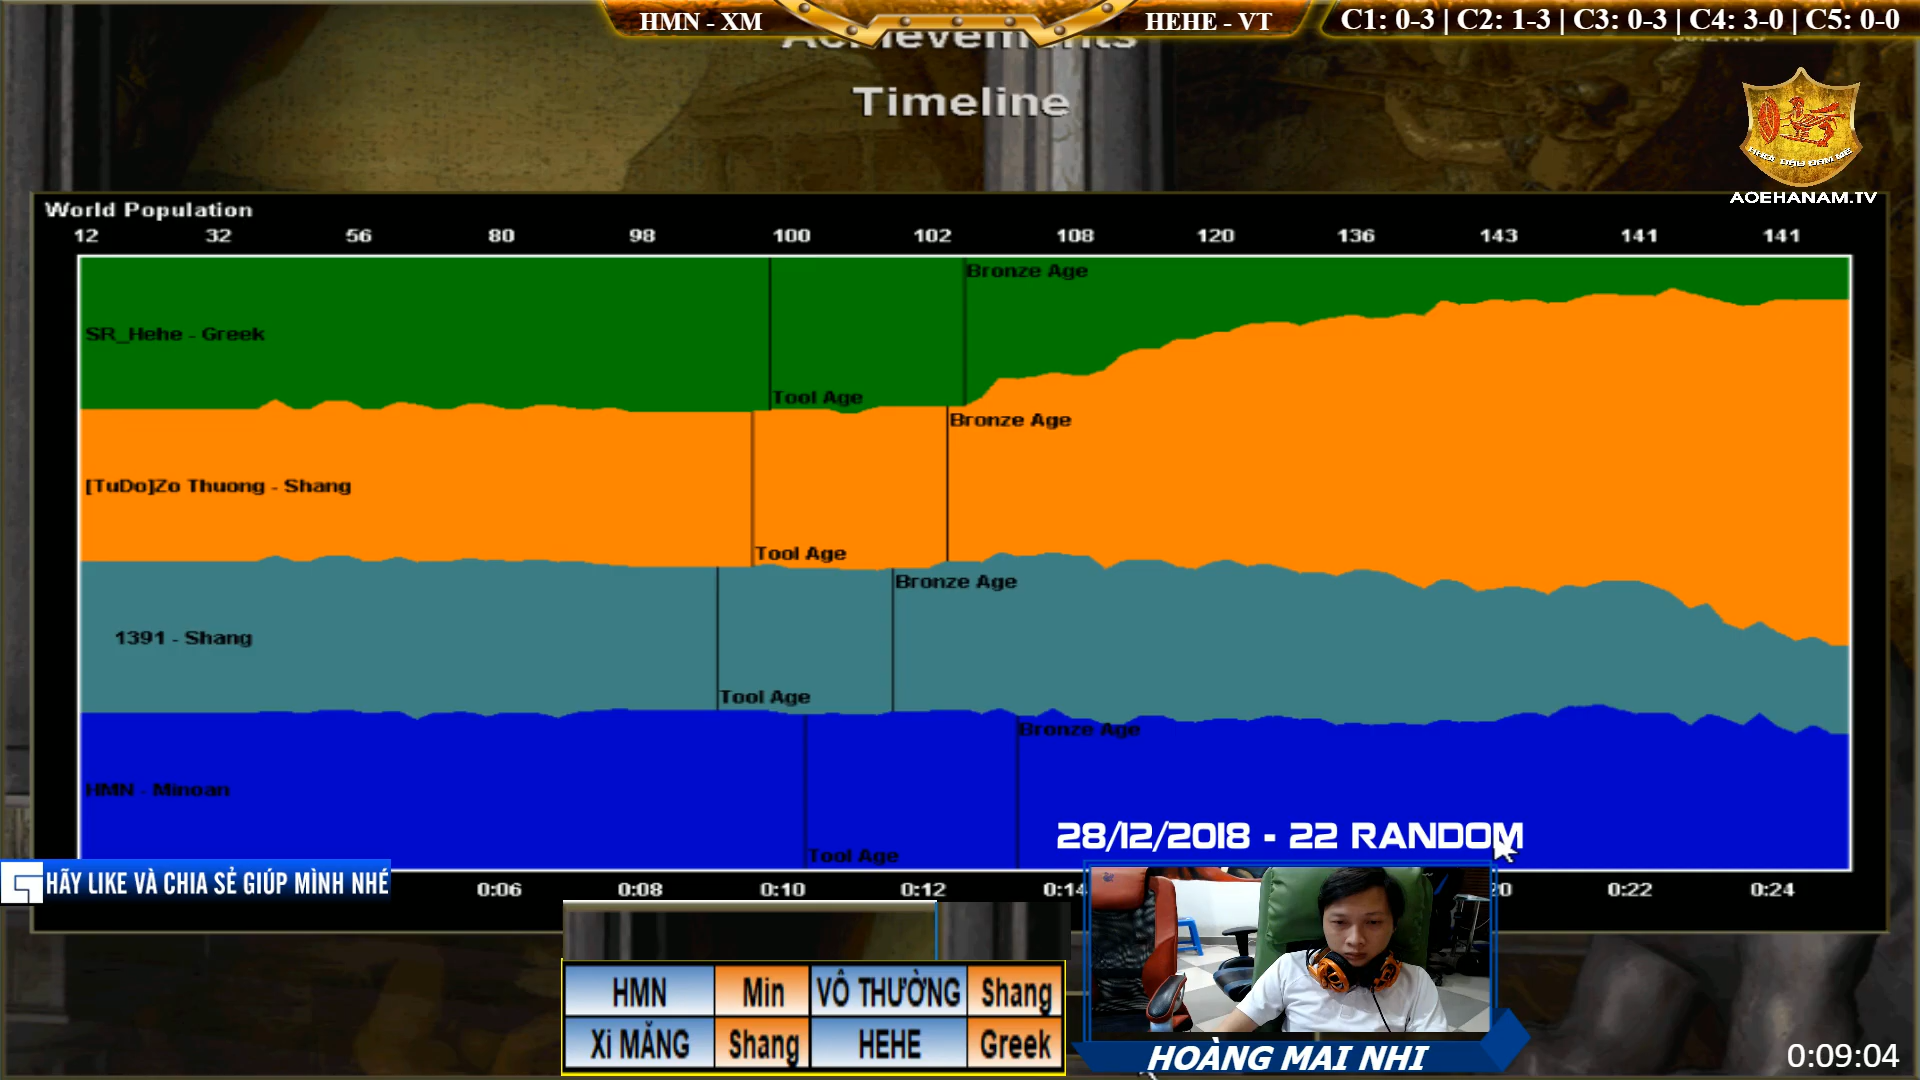 HMN - XM
HEHE - VT
C1: 0-3 | C2: 1-3 | C3: 0-3 | C4: 3-0 | C5: 0-0
Achievements
Timeline
AOEHANAM.TV
World Population
12 32 56 80 98 100 102 108 120 136 143 141 141
Bronze Age
SR_Hehe - Greek
Tool Age
Bronze Age
[TuDo]Zo Thuong - Shang
Tool Age
Bronze Age
1391 - Shang
Tool Age
Bronze Age
HMN - Minoan
28/12/2018 - 22 RANDOM
Tool Age
HÃY LIKE VÀ CHIA SẺ GIÚP MÌNH NHÉ
0:06 0:08 0:10 0:12 0:14 0:22 0:24
HMN Min VÔ THƯỜNG Shang
Xi MĂNG Shang HEHE Greek
HOÀNG MAI NHI
0:09:04